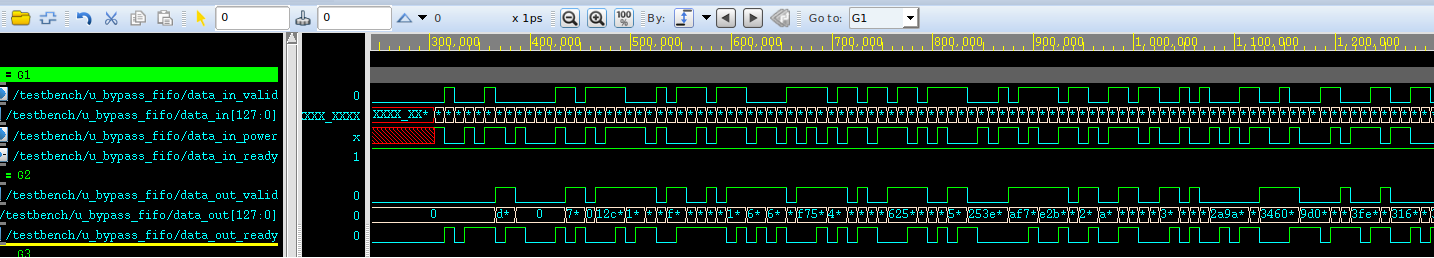 0 0 0 x 1ps 100 % By: Go to: G1
300,000 400,000 500,000 600,000 700,000 800,000 900,000 1,000,000 1,100,000 1,200,000
= G1
/testbench/u_bypass_fifo/data_in_valid 0
/testbench/u_bypass_fifo/data_in[127:0] XXX_XXXX XXXX_XX*
/testbench/u_bypass_fifo/data_in_power x
/testbench/u_bypass_fifo/data_in_ready 1
= G2
/testbench/u_bypass_fifo/data_out_valid 0
/testbench/u_bypass_fifo/data_out[127:0] 0 0 d* 0 7* 0 12c* 1* * * f* * * * * 1* 6* 6* * f75* 4* * * * 625* * * 5* 253e* af7* e2b* * 2* a* * * * 3* * * * 2a9a* * 3460* 9d0* * * 3fe* * 316* *
/testbench/u_bypass_fifo/data_out_ready 0
G3